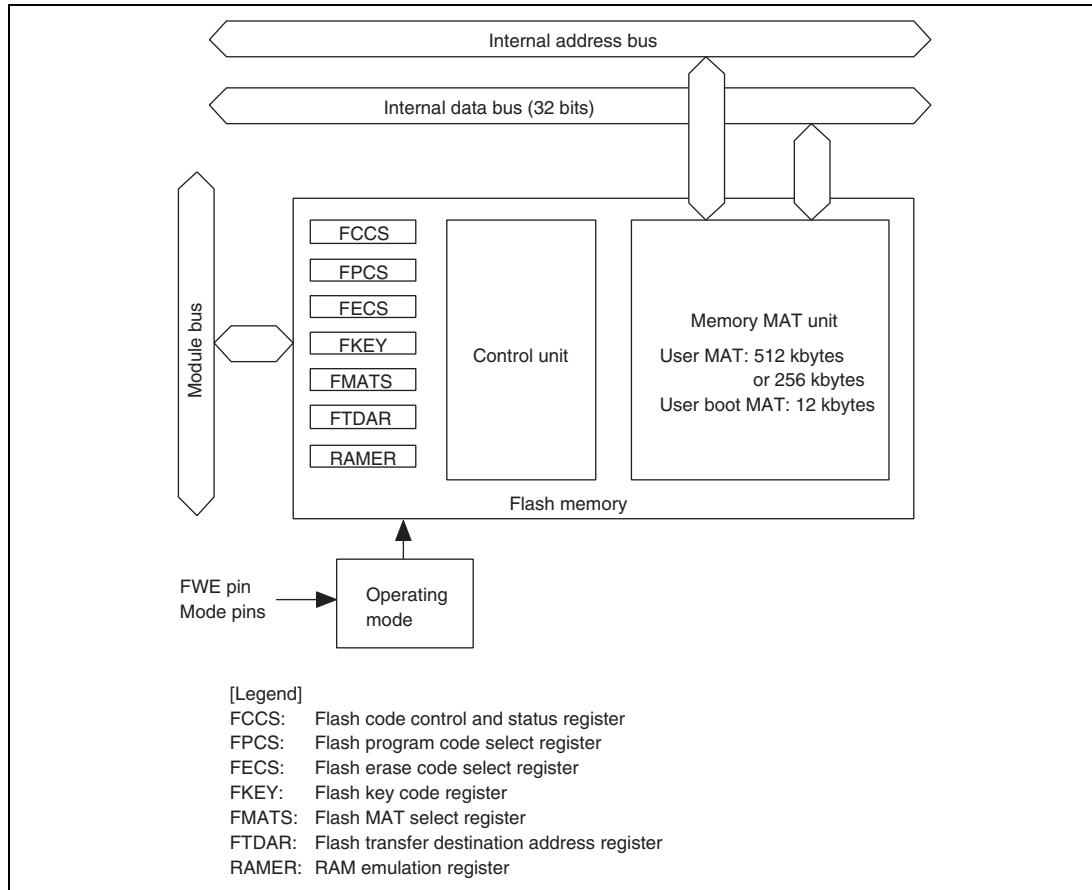 Internal address bus
Internal data bus (32 bits)
Module bus
FCCS
FPCS
FECS
FKEY
FMATS
FTDAR
RAMER
Control unit
Memory MAT unit
User MAT: 512 kbytes
or 256 kbytes
User boot MAT: 12 kbytes
Flash memory
FWE pin
Mode pins
Operating
mode
[Legend]
FCCS: Flash code control and status register
FPCS: Flash program code select register
FECS: Flash erase code select register
FKEY: Flash key code register
FMATS: Flash MAT select register
FTDAR: Flash transfer destination address register
RAMER: RAM emulation register